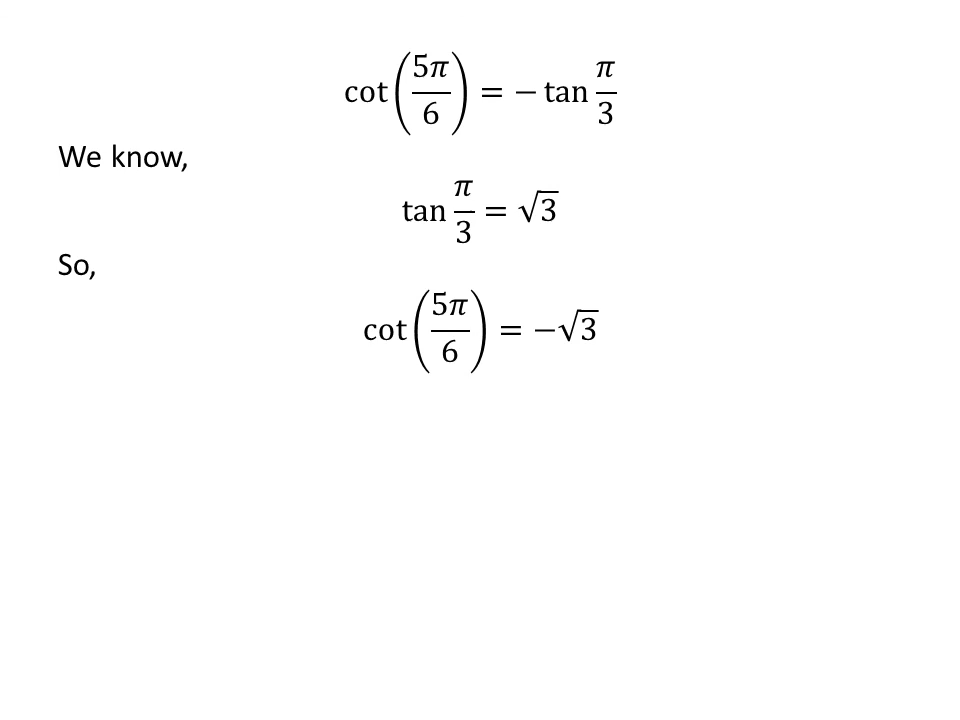 cot(5π/6) = − tan π/3
We know,
tan π/3 = √3
So,
cot(5π/6) = −√3